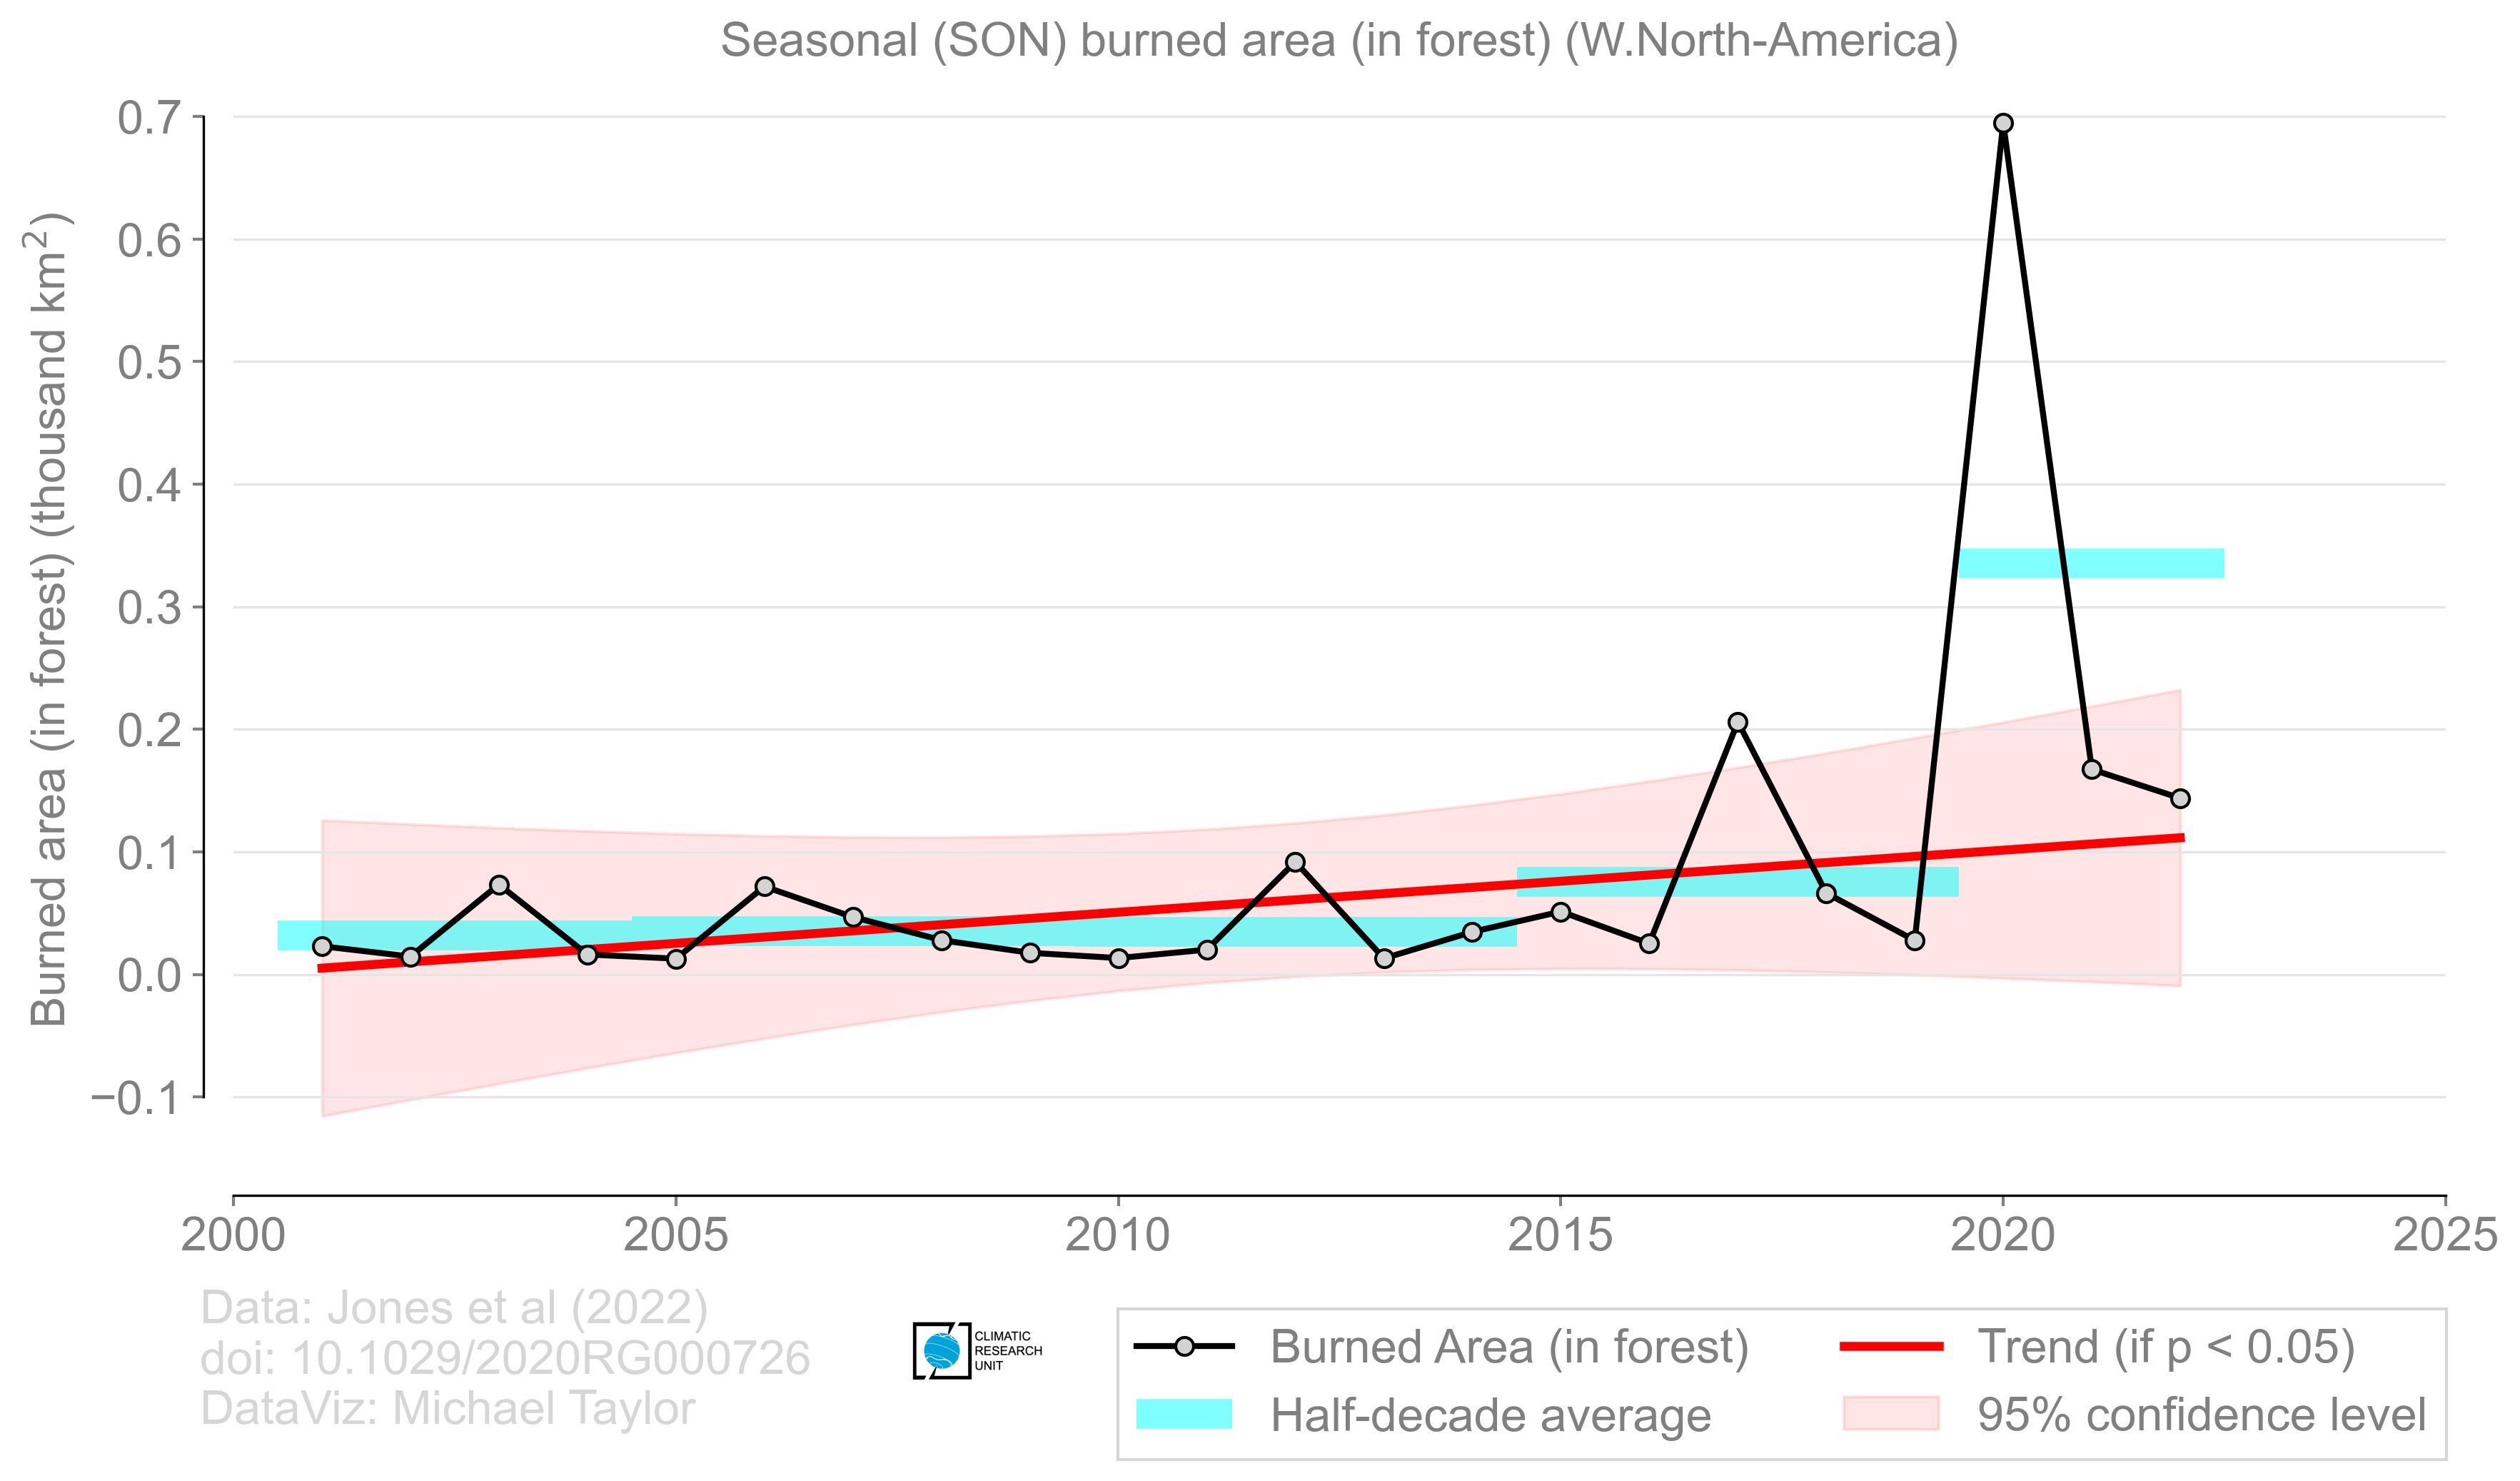 Seasonal (SON) burned area (in forest) (W.North-America)
Burned area (in forest) (thousand km²)
0.7
0.6
0.5
0.4
0.3
0.2
0.1
0.0
−0.1
2000
2005
2010
2015
2020
2025
Data: Jones et al (2022)
doi: 10.1029/2020RG000726
DataViz: Michael Taylor
CLIMATIC
RESEARCH
UNIT
Burned Area (in forest)
Half-decade average
Trend (if p < 0.05)
95% confidence level